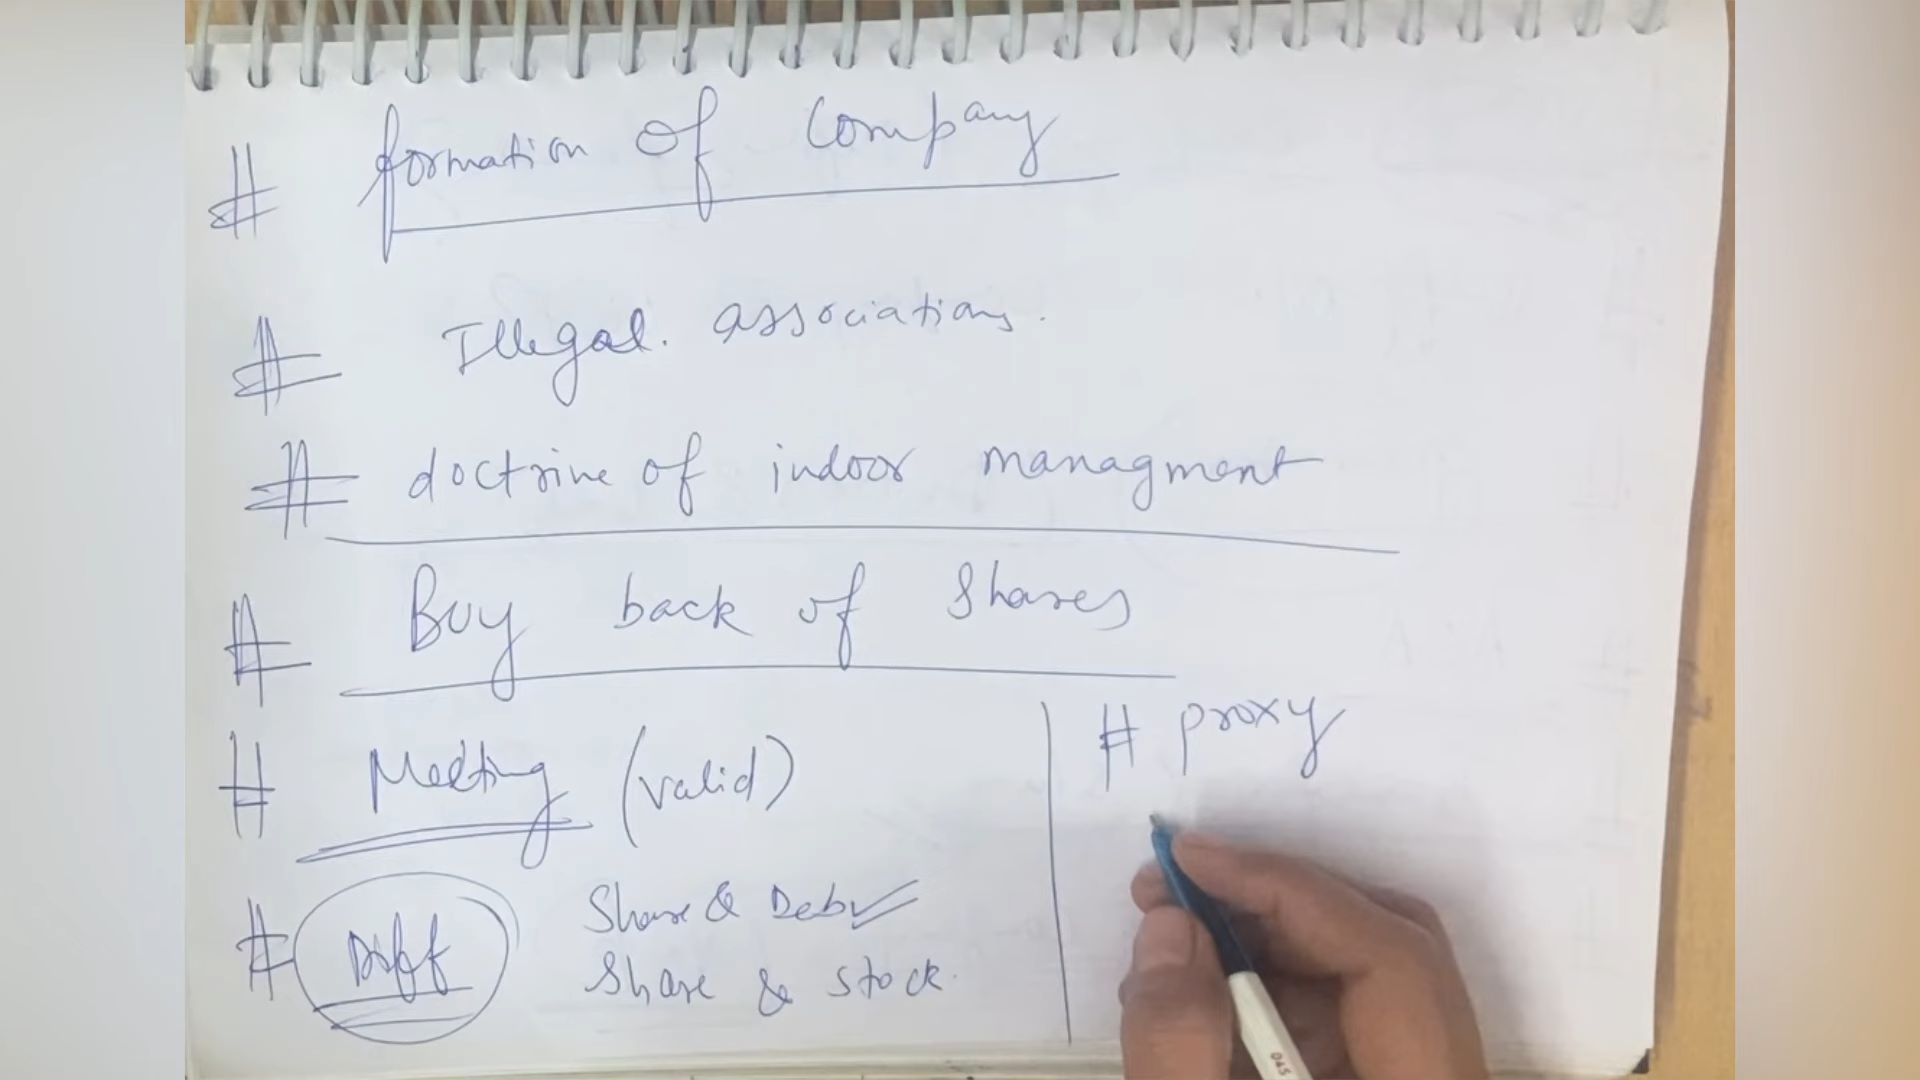 # formation of Company
# Illegal. associations.
# doctrine of indoor managment
# Buy back of Shares
# Meeting (valid)
# Diff Share & Deb
Share & Stock.
# proxy
045